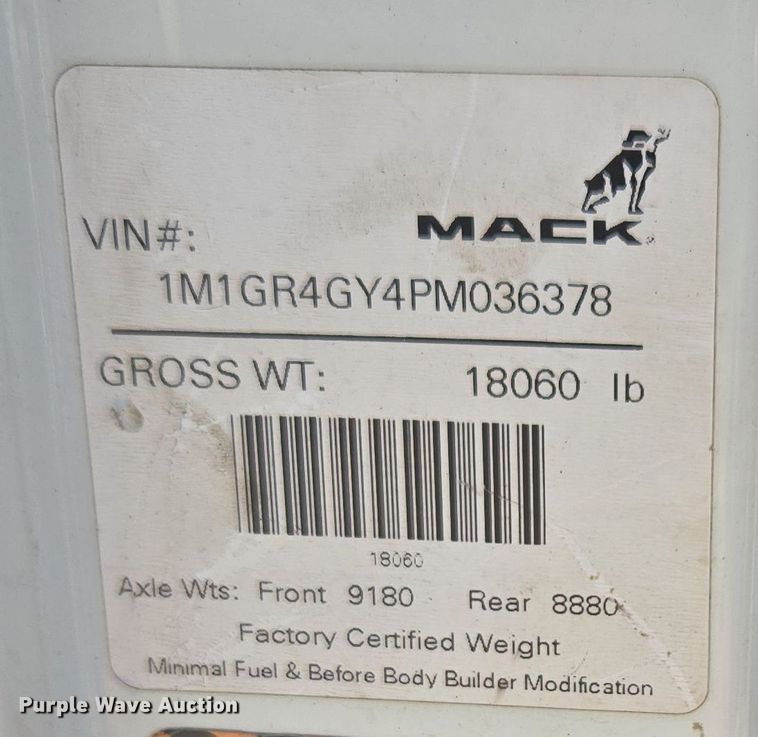 MACK
VIN#:
1M1GR4GY4PM036378
GROSS WT: 18060 lb
18060
Axle Wts: Front 9180 Rear 8880
Factory Certified Weight
Minimal Fuel & Before Body Builder Modification
Purple Wave Auction